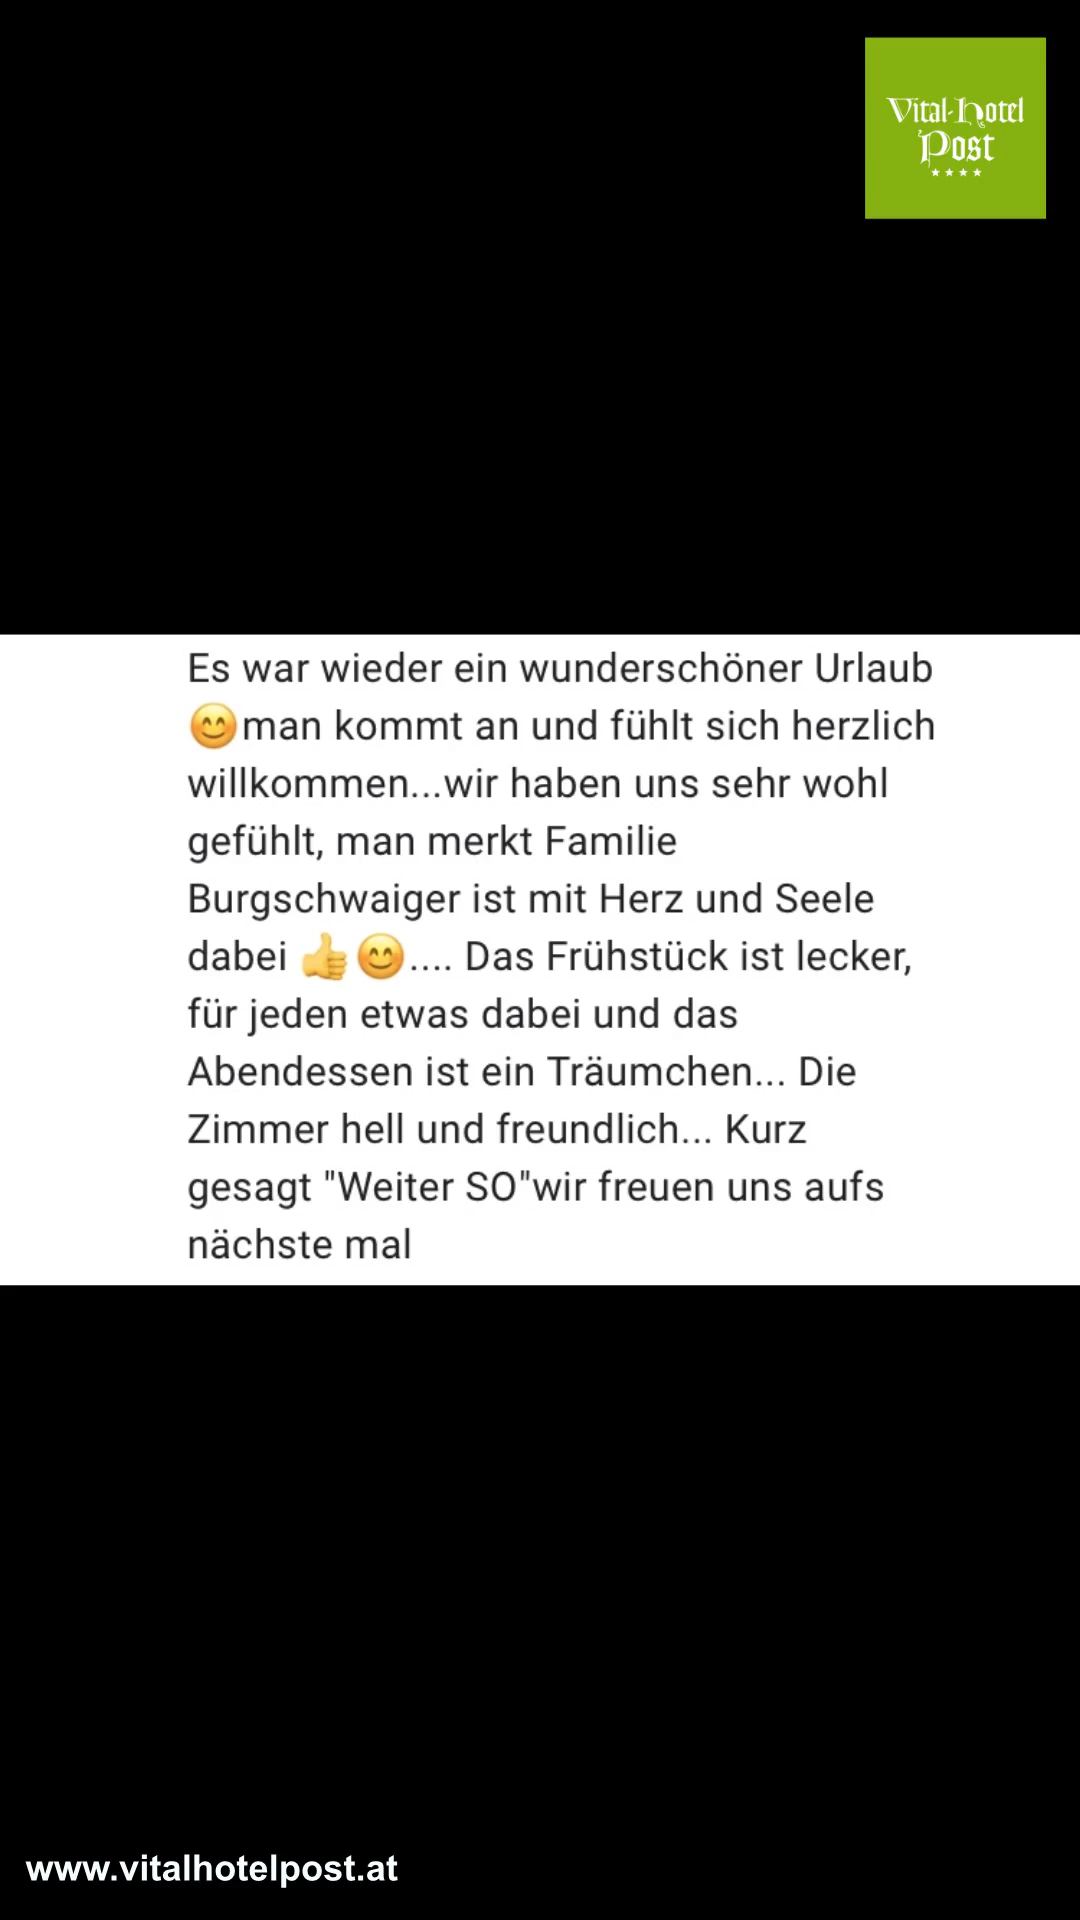 Vital-Hotel
Post
Es war wieder ein wunderschöner Urlaub
😊man kommt an und fühlt sich herzlich
willkommen...wir haben uns sehr wohl
gefühlt, man merkt Familie
Burgschwaiger ist mit Herz und Seele
dabei 👍😊.... Das Frühstück ist lecker,
für jeden etwas dabei und das
Abendessen ist ein Träumchen... Die
Zimmer hell und freundlich... Kurz
gesagt "Weiter SO"wir freuen uns aufs
nächste mal
www.vitalhotelpost.at